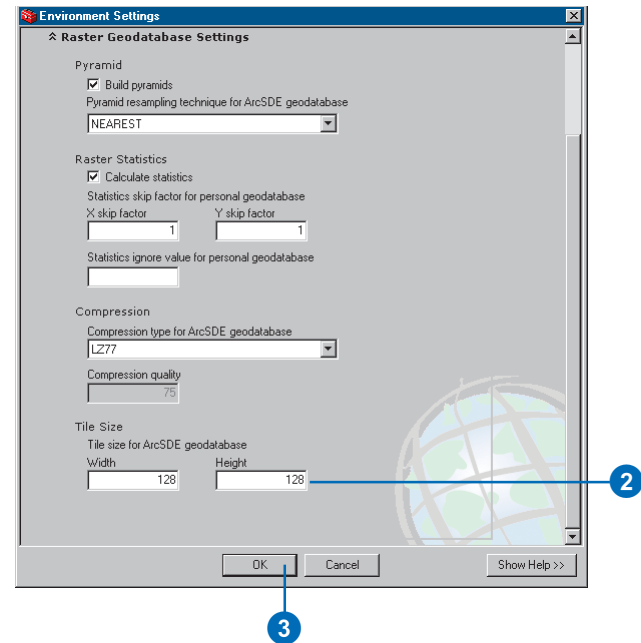 Environment Settings
Raster Geodatabase Settings
Pyramid
Build pyramids
Pyramid resampling technique for ArcSDE geodatabase
NEAREST
Raster Statistics
Calculate statistics
Statistics skip factor for personal geodatabase
X skip factor Y skip factor
1 1
Statistics ignore value for personal geodatabase
Compression
Compression type for ArcSDE geodatabase
LZ77
Compression quality
75
Tile Size
Tile size for ArcSDE geodatabase
Width Height
128 128
2
OK Cancel Show Help >>
3